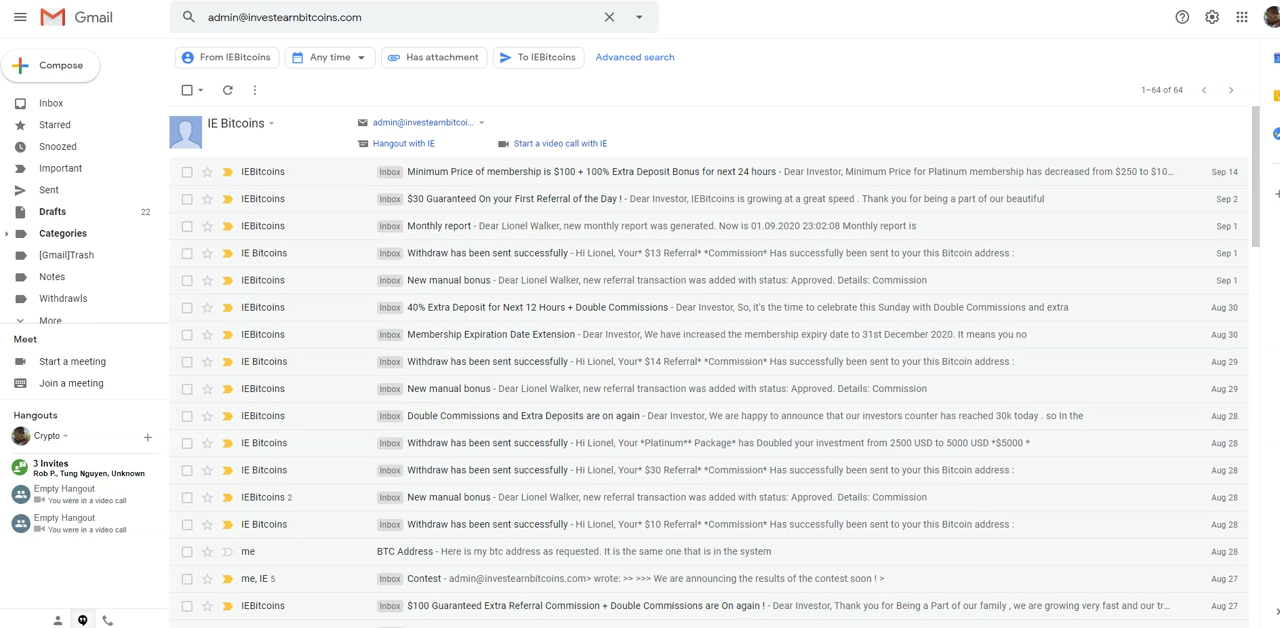 Gmail
admin@investearnbitcoins.com
From IEBitcoins
Any time
Has attachment
To IEBitcoins
Advanced search
Compose
1–64 of 64
Inbox
Starred
Snoozed
Important
Sent
Drafts 22
Categories
[Gmail]Trash
Notes
Withdrawls
More
Meet
Start a meeting
Join a meeting
Hangouts
Crypto
3 Invites
Rob P., Tung Nguyen, Unknown
Empty Hangout
You were in a video call
Empty Hangout
You were in a video call
IE Bitcoins
admin@investearnbitcoi...
Hangout with IE
Start a video call with IE
IEBitcoins Inbox Minimum Price of membership is $100 + 100% Extra Deposit Bonus for next 24 hours - Dear Investor, Minimum Price for Platinum membership has decreased from $250 to $10... Sep 14
IEBitcoins Inbox $30 Guaranteed On your First Referral of the Day ! - Dear Investor, IEBitcoins is growing at a great speed . Thank you for being a part of our beautiful Sep 2
IEBitcoins Inbox Monthly report - Dear Lionel Walker, new monthly report was generated. Now is 01.09.2020 23:02:08 Monthly report is Sep 1
IE Bitcoins Inbox Withdraw has been sent successfully - Hi Lionel, Your* $13 Referral* *Commission* Has successfully been sent to your this Bitcoin address : Sep 1
IEBitcoins Inbox New manual bonus - Dear Lionel Walker, new referral transaction was added with status: Approved. Details: Commission Sep 1
IEBitcoins Inbox 40% Extra Deposit for Next 12 Hours + Double Commissions - Dear Investor, So, it's the time to celebrate this Sunday with Double Commissions and extra Aug 30
IEBitcoins Inbox Membership Expiration Date Extension - Dear Investor, We have increased the membership expiry date to 31st December 2020. It means you no Aug 30
IE Bitcoins Inbox Withdraw has been sent successfully - Hi Lionel, Your* $14 Referral* *Commission* Has successfully been sent to your this Bitcoin address : Aug 29
IEBitcoins Inbox New manual bonus - Dear Lionel Walker, new referral transaction was added with status: Approved. Details: Commission Aug 29
IEBitcoins Inbox Double Commissions and Extra Deposits are on again - Dear Investor, We are happy to announce that our investors counter has reached 30k today . so In the Aug 28
IE Bitcoins Inbox Withdraw has been sent successfully - Hi Lionel, Your *Platinum** Package* has Doubled your investment from 2500 USD to 5000 USD *$5000 * Aug 28
IE Bitcoins Inbox Withdraw has been sent successfully - Hi Lionel, Your* $30 Referral* *Commission* Has successfully been sent to your this Bitcoin address : Aug 28
IEBitcoins 2 Inbox New manual bonus - Dear Lionel Walker, new referral transaction was added with status: Approved. Details: Commission Aug 28
IE Bitcoins Inbox Withdraw has been sent successfully - Hi Lionel, Your* $10 Referral* *Commission* Has successfully been sent to your this Bitcoin address : Aug 28
me BTC Address - Here is my btc address as requested. It is the same one that is in the system Aug 28
me, IE 5 Inbox Contest - admin@investearnbitcoins.com> wrote: >> >>> We are announcing the results of the contest soon ! > Aug 27
IEBitcoins Inbox $100 Guaranteed Extra Referral Commission + Double Commissions are On again ! - Dear Investor, Thank you for Being a Part of our family , we are growing very fast and our tr... Aug 27